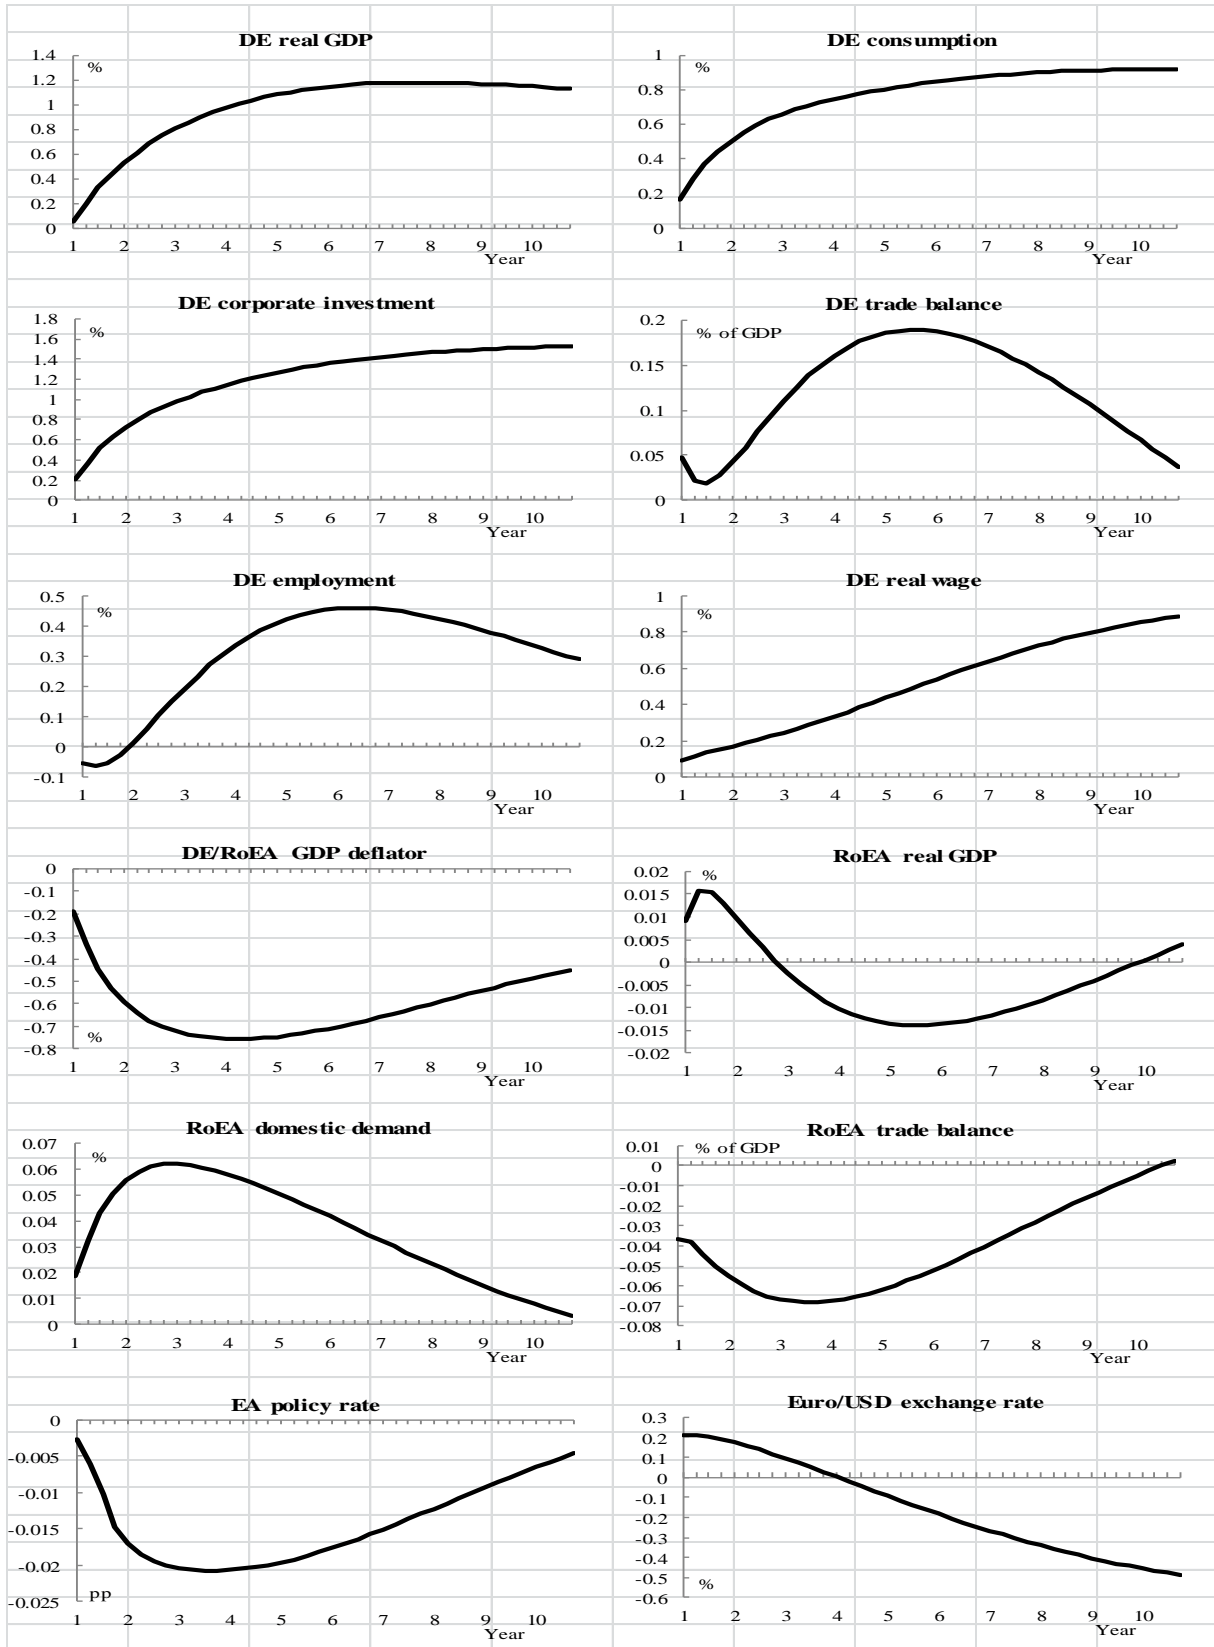 DE real GDP
1.4
%
1.2
1
0.8
0.6
0.4
0.2
0
1 2 3 4 5 6 7 8 9 10
Year
DE consumption
1
%
0.8
0.6
0.4
0.2
0
1 2 3 4 5 6 7 8 9 10
Year
DE corporate investment
1.8
%
1.6
1.4
1.2
1
0.8
0.6
0.4
0.2
0
1 2 3 4 5 6 7 8 9 10
Year
DE trade balance
0.2
% of GDP
0.15
0.1
0.05
0
1 2 3 4 5 6 7 8 9 10
Year
DE employment
0.5
%
0.4
0.3
0.2
0.1
0
-0.1
1 2 3 4 5 6 7 8 9 10
Year
DE real wage
1
%
0.8
0.6
0.4
0.2
0
1 2 3 4 5 6 7 8 9 10
Year
DE/RoEA GDP deflator
0
-0.1
-0.2
-0.3
-0.4
-0.5
-0.6
-0.7
%
-0.8
1 2 3 4 5 6 7 8 9 10
Year
RoEA real GDP
0.02
%
0.015
0.01
0.005
0
-0.005
-0.01
-0.015
-0.02
1 2 3 4 5 6 7 8 9 10
Year
RoEA domestic demand
0.07
%
0.06
0.05
0.04
0.03
0.02
0.01
0
1 2 3 4 5 6 7 8 9 10
Year
RoEA trade balance
0.01
% of GDP
0
-0.01
-0.02
-0.03
-0.04
-0.05
-0.06
-0.07
-0.08
1 2 3 4 5 6 7 8 9 10
Year
EA policy rate
0
-0.005
-0.01
-0.015
-0.02
-0.025
pp
1 2 3 4 5 6 7 8 9 10
Year
Euro/USD exchange rate
0.3
0.2
0.1
0
-0.1
-0.2
-0.3
-0.4
-0.5
%
-0.6
1 2 3 4 5 6 7 8 9 10
Year